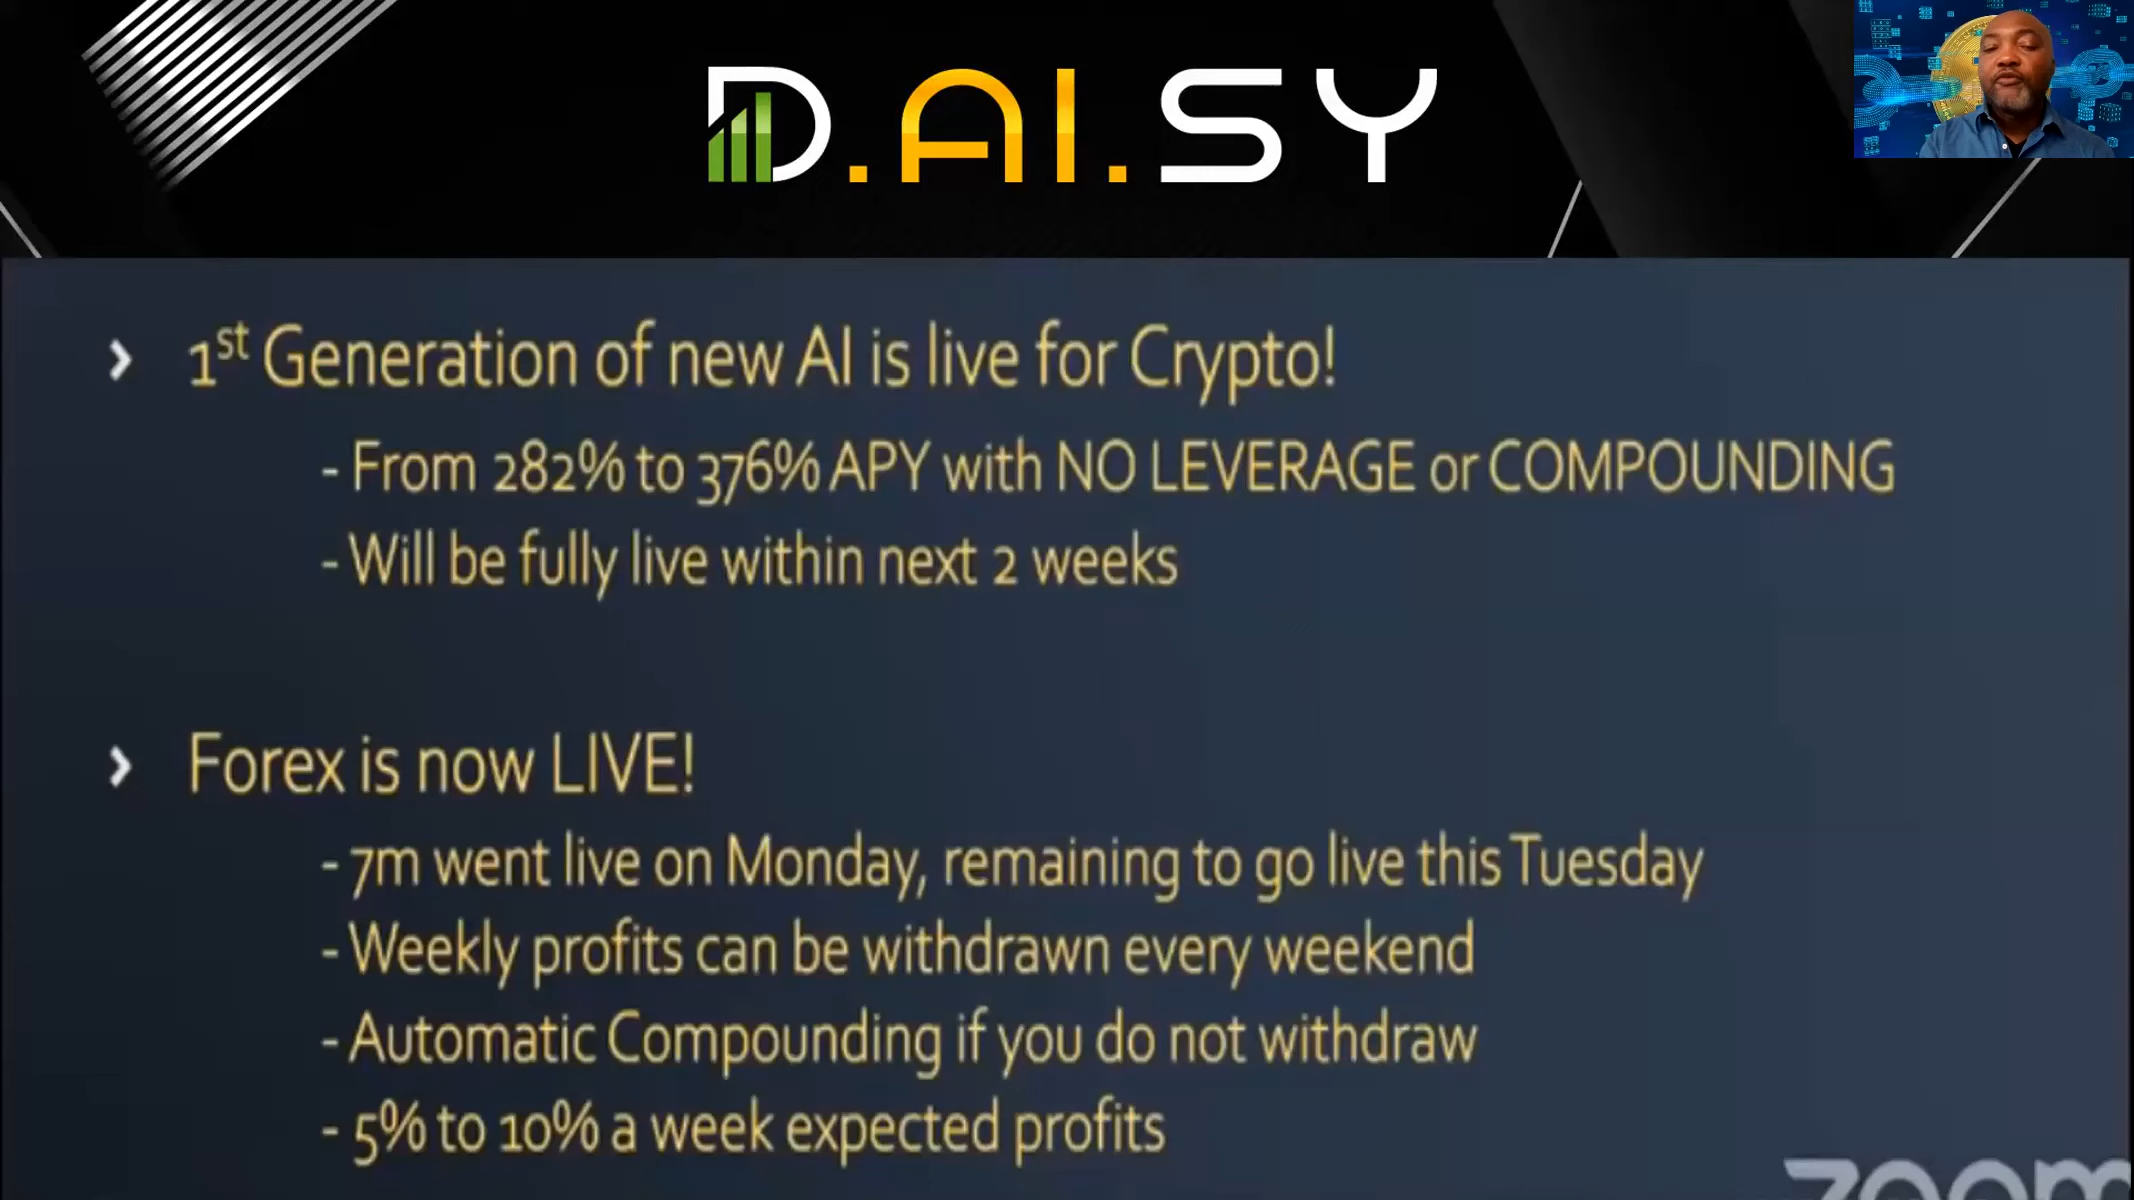 D.AI.SY
1st Generation of new AI is live for Crypto!
- From 282% to 376% APY with NO LEVERAGE or COMPOUNDING
- Will be fully live within next 2 weeks
Forex is now LIVE!
- 7m went live on Monday, remaining to go live this Tuesday
- Weekly profits can be withdrawn every weekend
- Automatic Compounding if you do not withdraw
- 5% to 10% a week expected profits
zoom